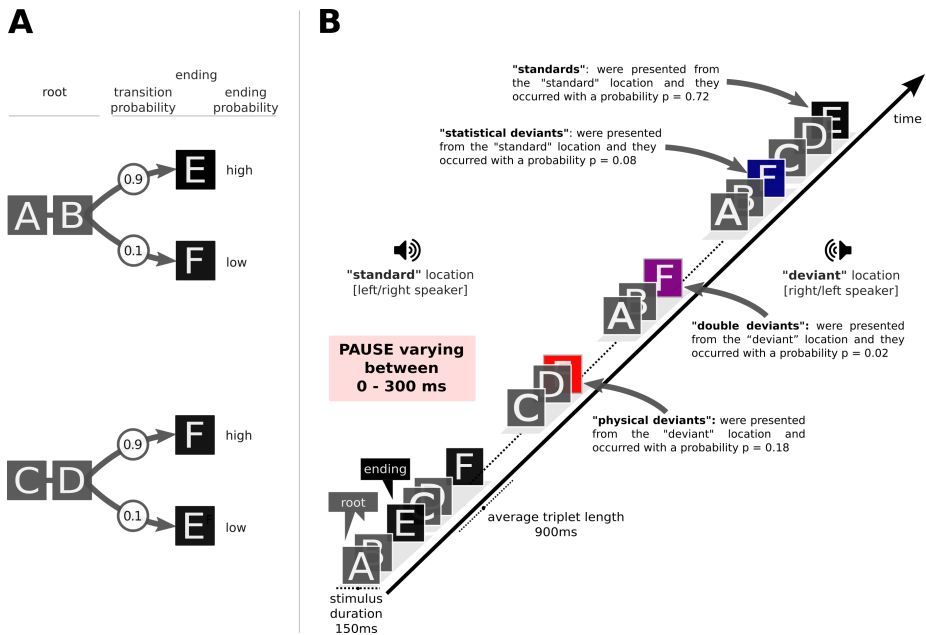 A
root
ending
transition probability
ending probability
A B
0.9
E
high
0.1
F
low
C D
0.9
F
high
0.1
E
low
B
"standards": were presented from
the "standard" location and they
occurred with a probability p = 0.72
"statistical deviants": were presented
from the "standard" location and they
occurred with a probability p = 0.08
time
A B F C D E
"standard" location
[left/right speaker]
"deviant" location
[right/left speaker]
A B F
"double deviants": were presented
from the “deviant” location and they
occurred with a probability p = 0.02
PAUSE varying
between
0 - 300 ms
C D
"physical deviants": were presented
from the "deviant" location and
occurred with a probability p = 0.18
ending
root
A B E C D F
average triplet length
900ms
stimulus
duration
150ms